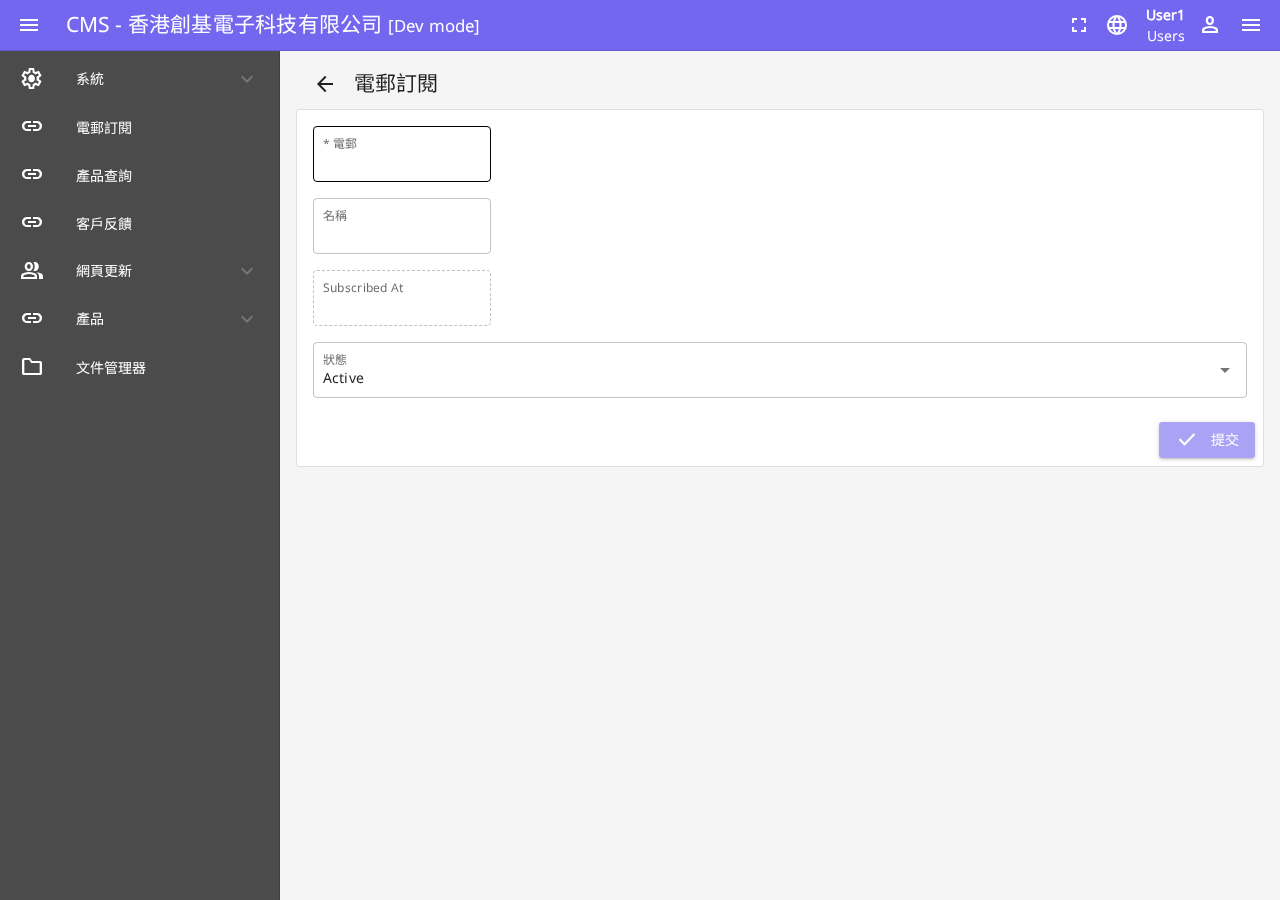 CMS - 香港創基電子科技有限公司 [Dev mode]
User1
Users
系統
電郵訂閱
產品查詢
客戶反饋
網頁更新
產品
文件管理器
電郵訂閱
* 電郵
名稱
Subscribed At
狀態
Active
提交